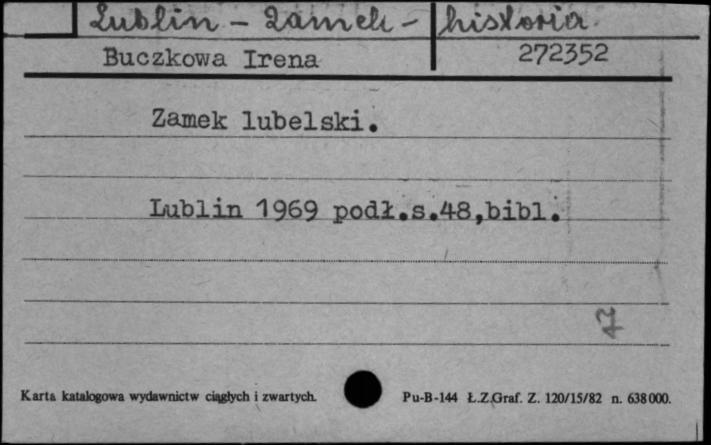 Lublin - Zamek - historia
Buczkowa Irena 272352
Zamek lubelski.
Lublin 1969 podł.s.48,bibl.
7
Karta katalogowa wydawnictw ciągłych i zwartych. Pu-B-144 Ł.Z.Graf. Z. 120/15/82 n. 638000.